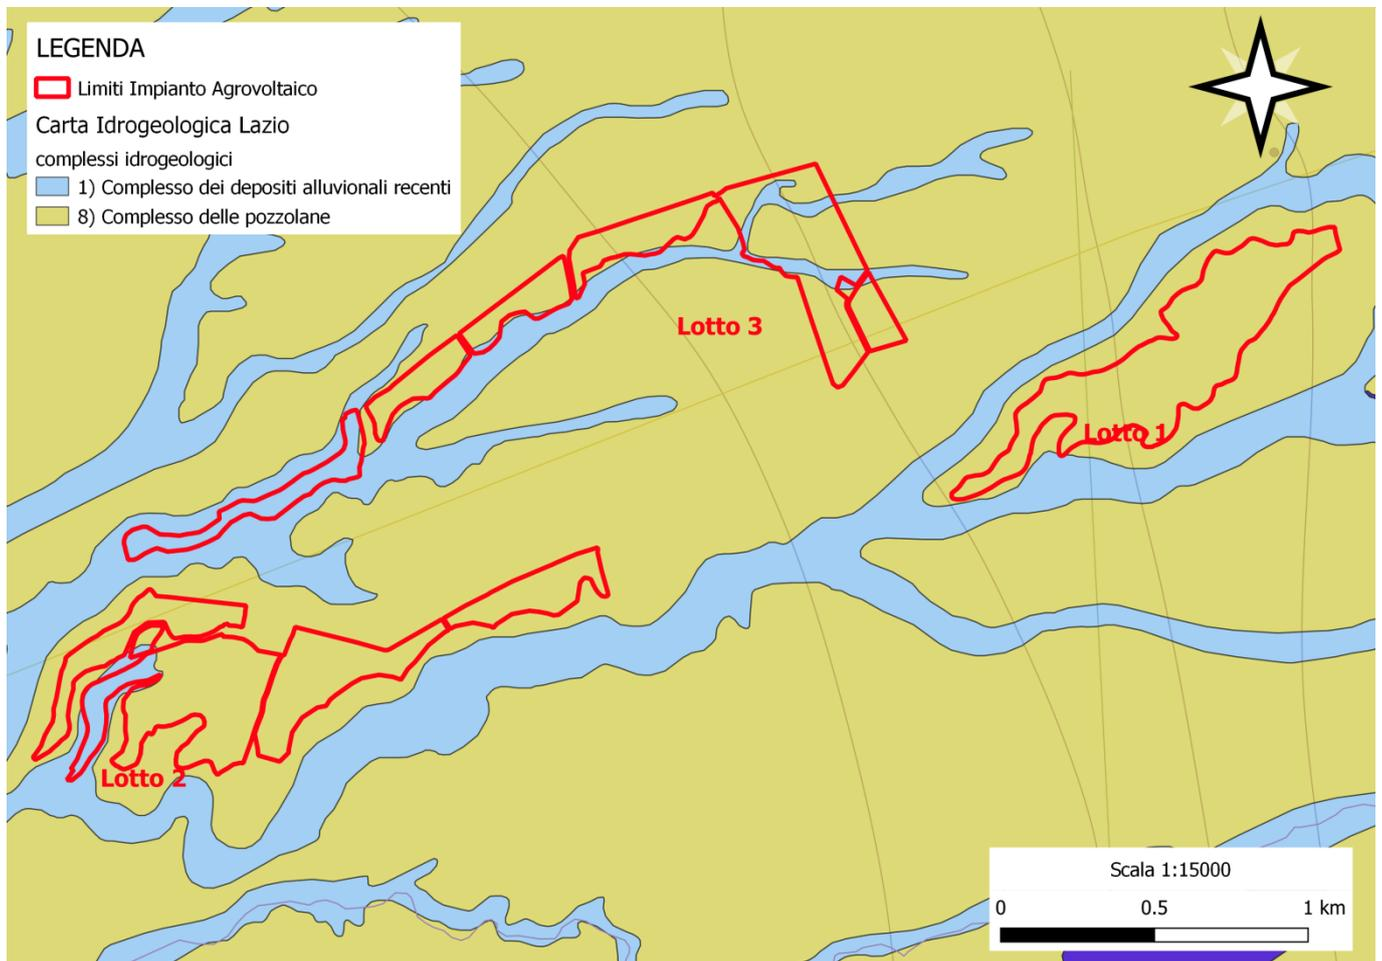 LEGENDA
Limiti Impianto Agrovoltaico
Carta Idrogeologica Lazio
complessi idrogeologici
1) Complesso dei depositi alluvionali recenti
8) Complesso delle pozzolane
Lotto 3
Lotto 1
Lotto 2
Scala 1:15000
0 0.5 1 km